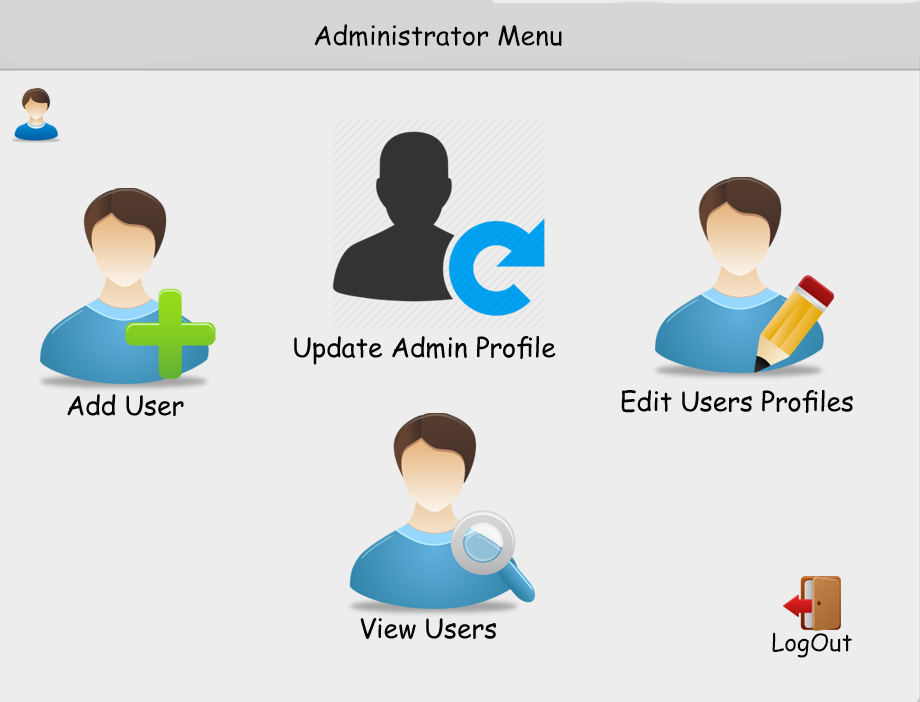 Administrator Menu
Update Admin Profile
Add User
Edit Users Profiles
View Users
LogOut